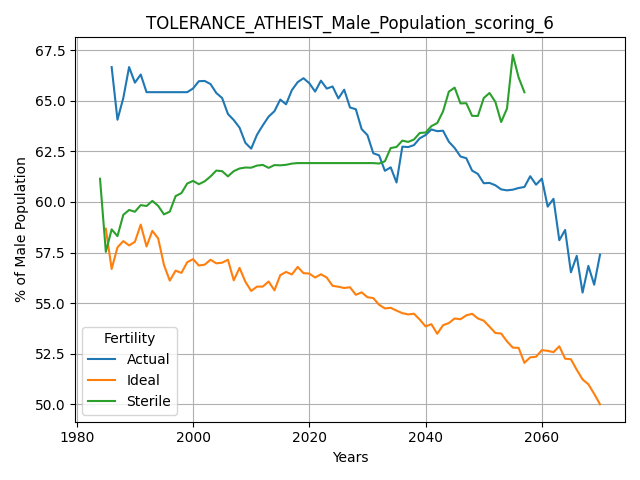 TOLERANCE_ATHEIST_Male_Population_scoring_6
% of Male Population
67.5
65.0
62.5
60.0
57.5
55.0
52.5
50.0
Fertility
Actual
Ideal
Sterile
1980
2000
2020
2040
2060
Years